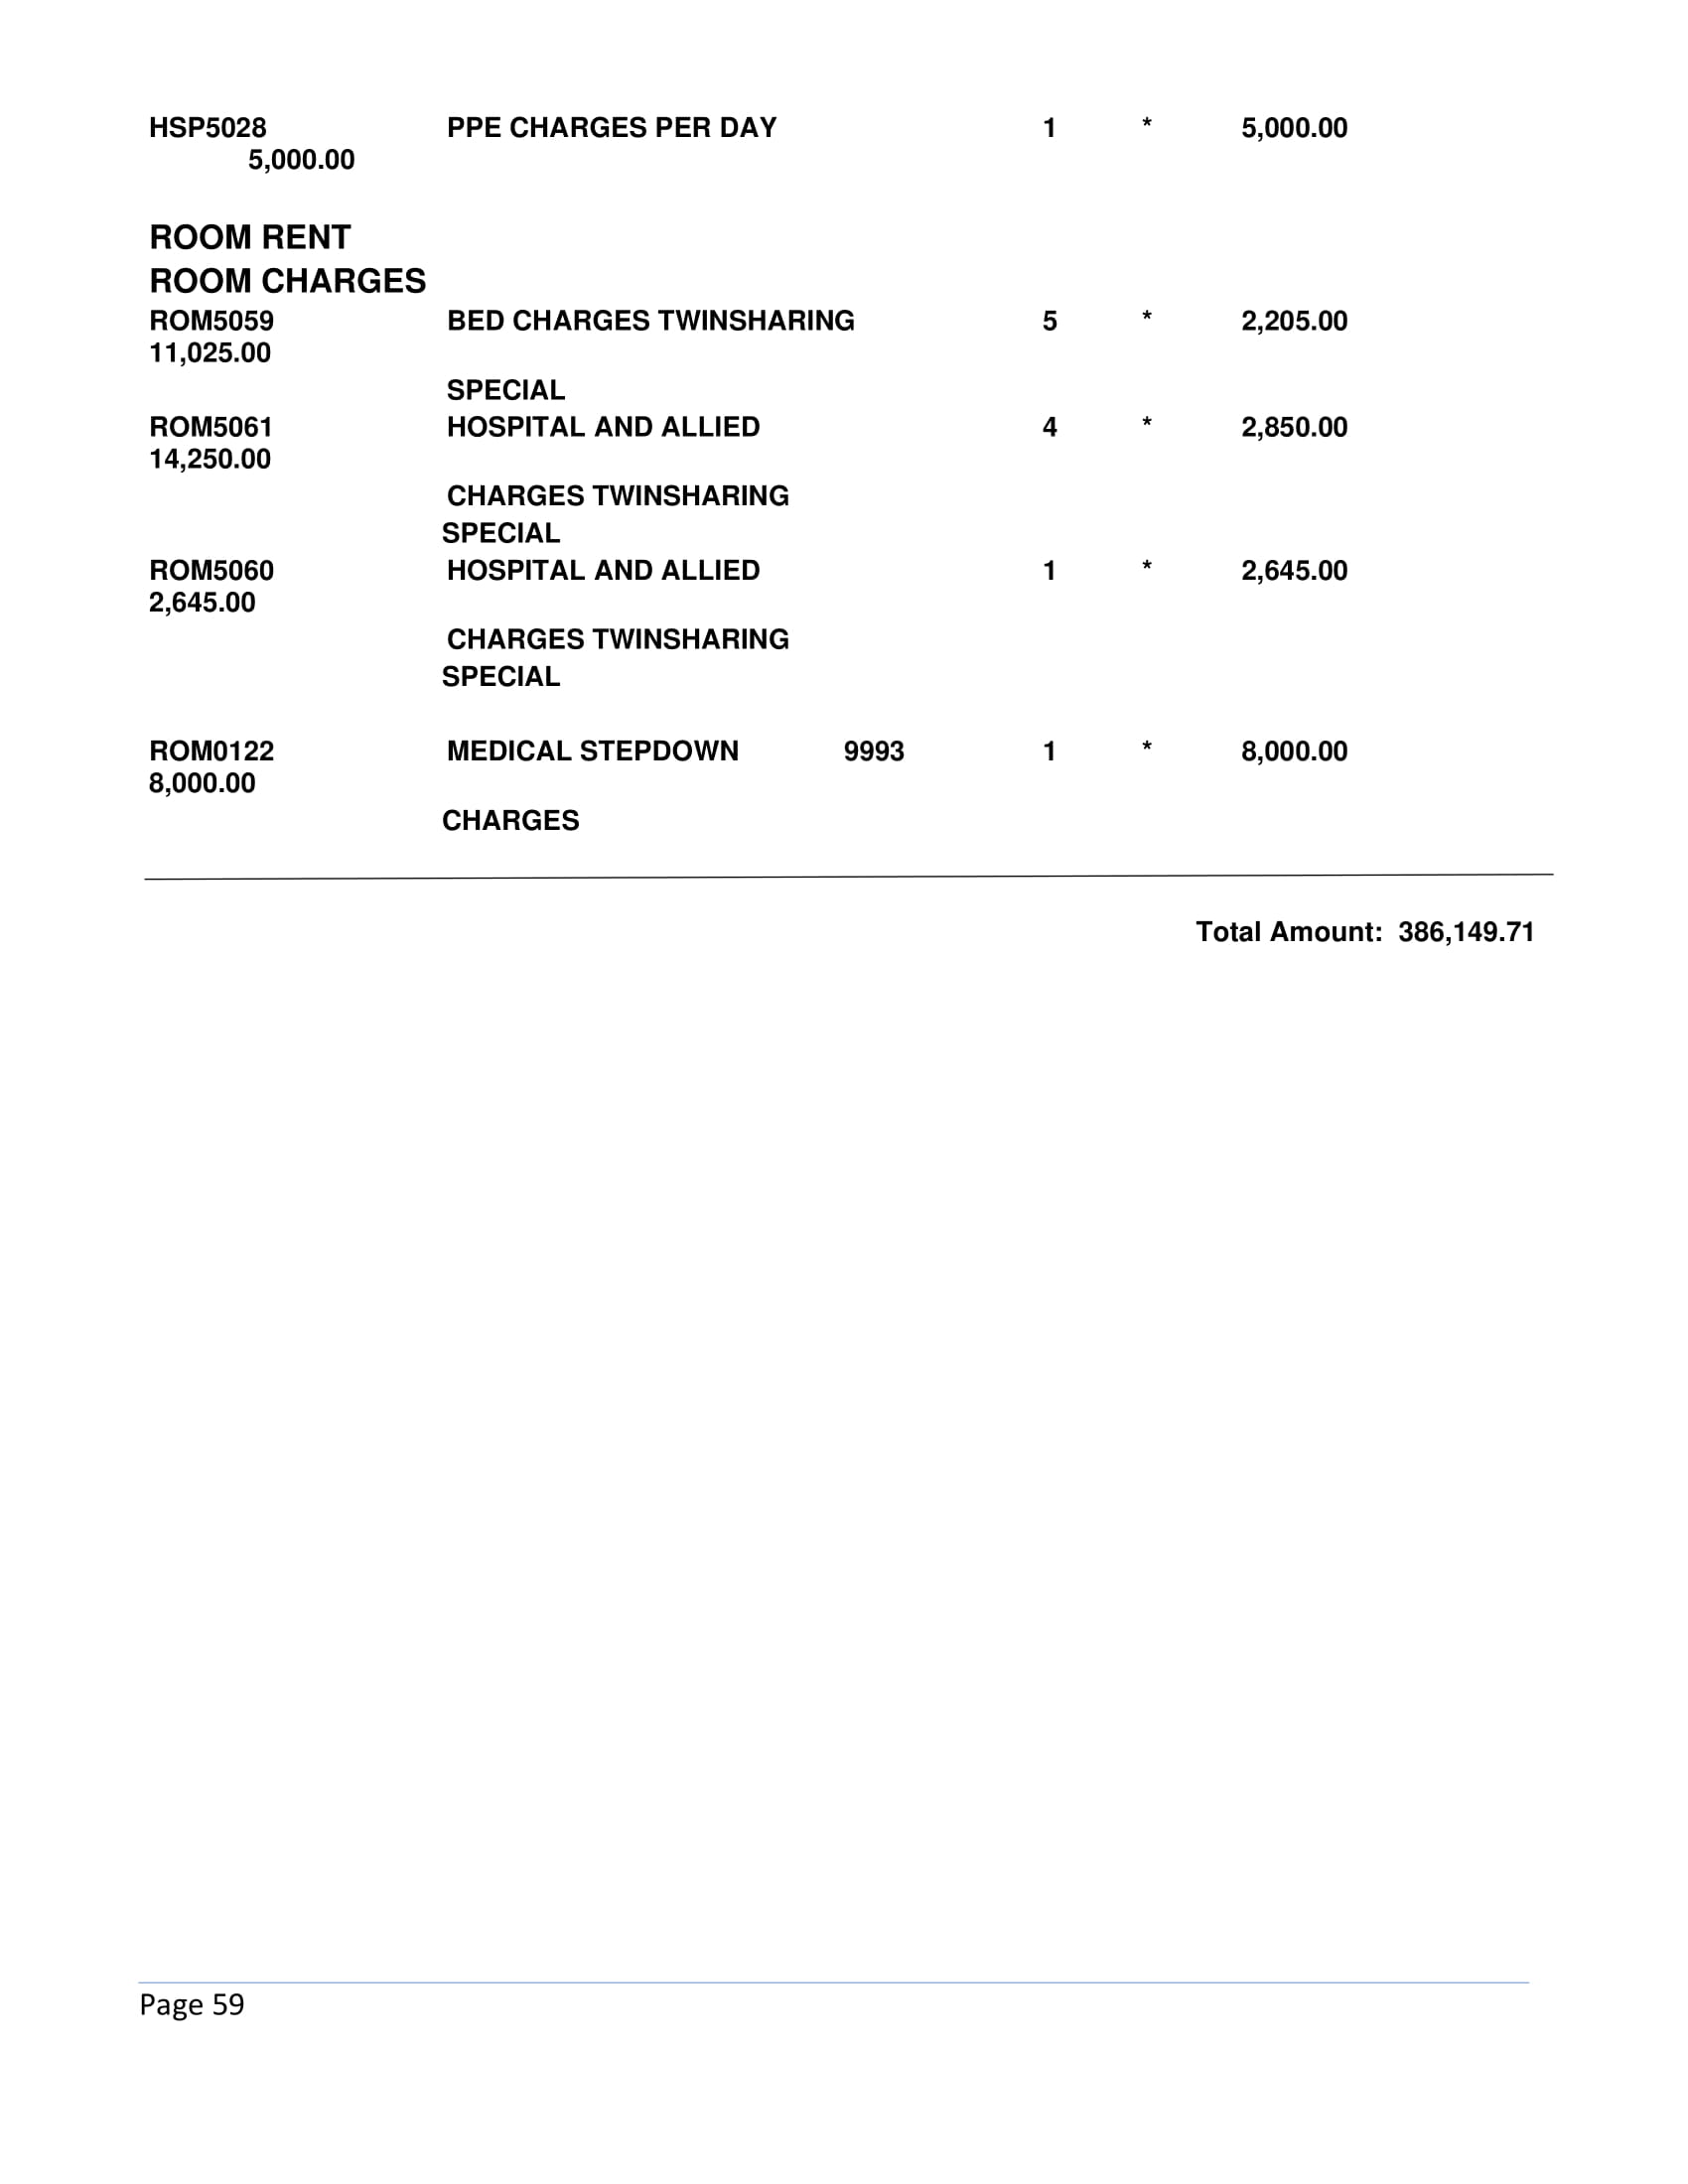 HSP5028 PPE CHARGES PER DAY 1 * 5,000.00
5,000.00
ROOM RENT
ROOM CHARGES
ROM5059 BED CHARGES TWINSHARING 5 * 2,205.00
11,025.00
SPECIAL
ROM5061 HOSPITAL AND ALLIED 4 * 2,850.00
14,250.00
CHARGES TWINSHARING
SPECIAL
ROM5060 HOSPITAL AND ALLIED 1 * 2,645.00
2,645.00
CHARGES TWINSHARING
SPECIAL
ROM0122 MEDICAL STEPDOWN 9993 1 * 8,000.00
8,000.00
CHARGES
Total Amount: 386,149.71
Page 59